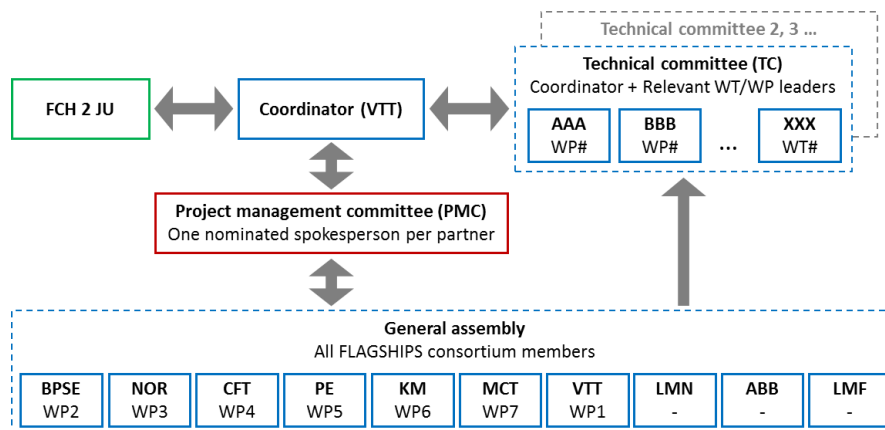 Technical committee 2, 3 ...
Technical committee (TC)
Coordinator + Relevant WT/WP leaders
FCH 2 JU
Coordinator (VTT)
AAA
WP#
BBB
WP#
...
XXX
WT#
Project management committee (PMC)
One nominated spokesperson per partner
General assembly
All FLAGSHIPS consortium members
BPSE
WP2
NOR
WP3
CFT
WP4
PE
WP5
KM
WP6
MCT
WP7
VTT
WP1
LMN
-
ABB
-
LMF
-